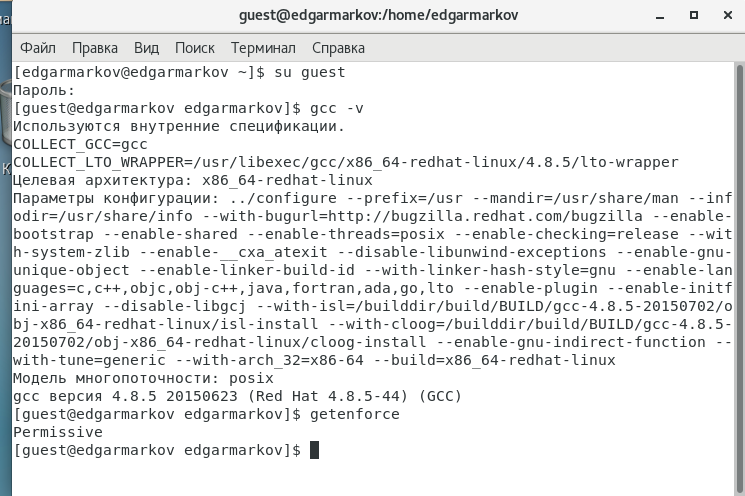 guest@edgarmarkov:/home/edgarmarkov
Файл Правка Вид Поиск Терминал Справка
[edgarmarkov@edgarmarkov ~]$ su guest
Пароль:
[guest@edgarmarkov edgarmarkov]$ gcc -v
Используются внутренние спецификации.
COLLECT_GCC=gcc
COLLECT_LTO_WRAPPER=/usr/libexec/gcc/x86_64-redhat-linux/4.8.5/lto-wrapper
Целевая архитектура: x86_64-redhat-linux
Параметры конфигурации: ../configure --prefix=/usr --mandir=/usr/share/man --inf
odir=/usr/share/info --with-bugurl=http://bugzilla.redhat.com/bugzilla --enable-
bootstrap --enable-shared --enable-threads=posix --enable-checking=release --wit
h-system-zlib --enable-__cxa_atexit --disable-libunwind-exceptions --enable-gnu-
unique-object --enable-linker-build-id --with-linker-hash-style=gnu --enable-lan
guages=c,c++,objc,obj-c++,java,fortran,ada,go,lto --enable-plugin --enable-initf
ini-array --disable-libgcj --with-isl=/builddir/build/BUILD/gcc-4.8.5-20150702/o
bj-x86_64-redhat-linux/isl-install --with-cloog=/builddir/build/BUILD/gcc-4.8.5-
20150702/obj-x86_64-redhat-linux/cloog-install --enable-gnu-indirect-function --
with-tune=generic --with-arch_32=x86-64 --build=x86_64-redhat-linux
Модель многопоточности: posix
gcc версия 4.8.5 20150623 (Red Hat 4.8.5-44) (GCC)
[guest@edgarmarkov edgarmarkov]$ getenforce
Permissive
[guest@edgarmarkov edgarmarkov]$